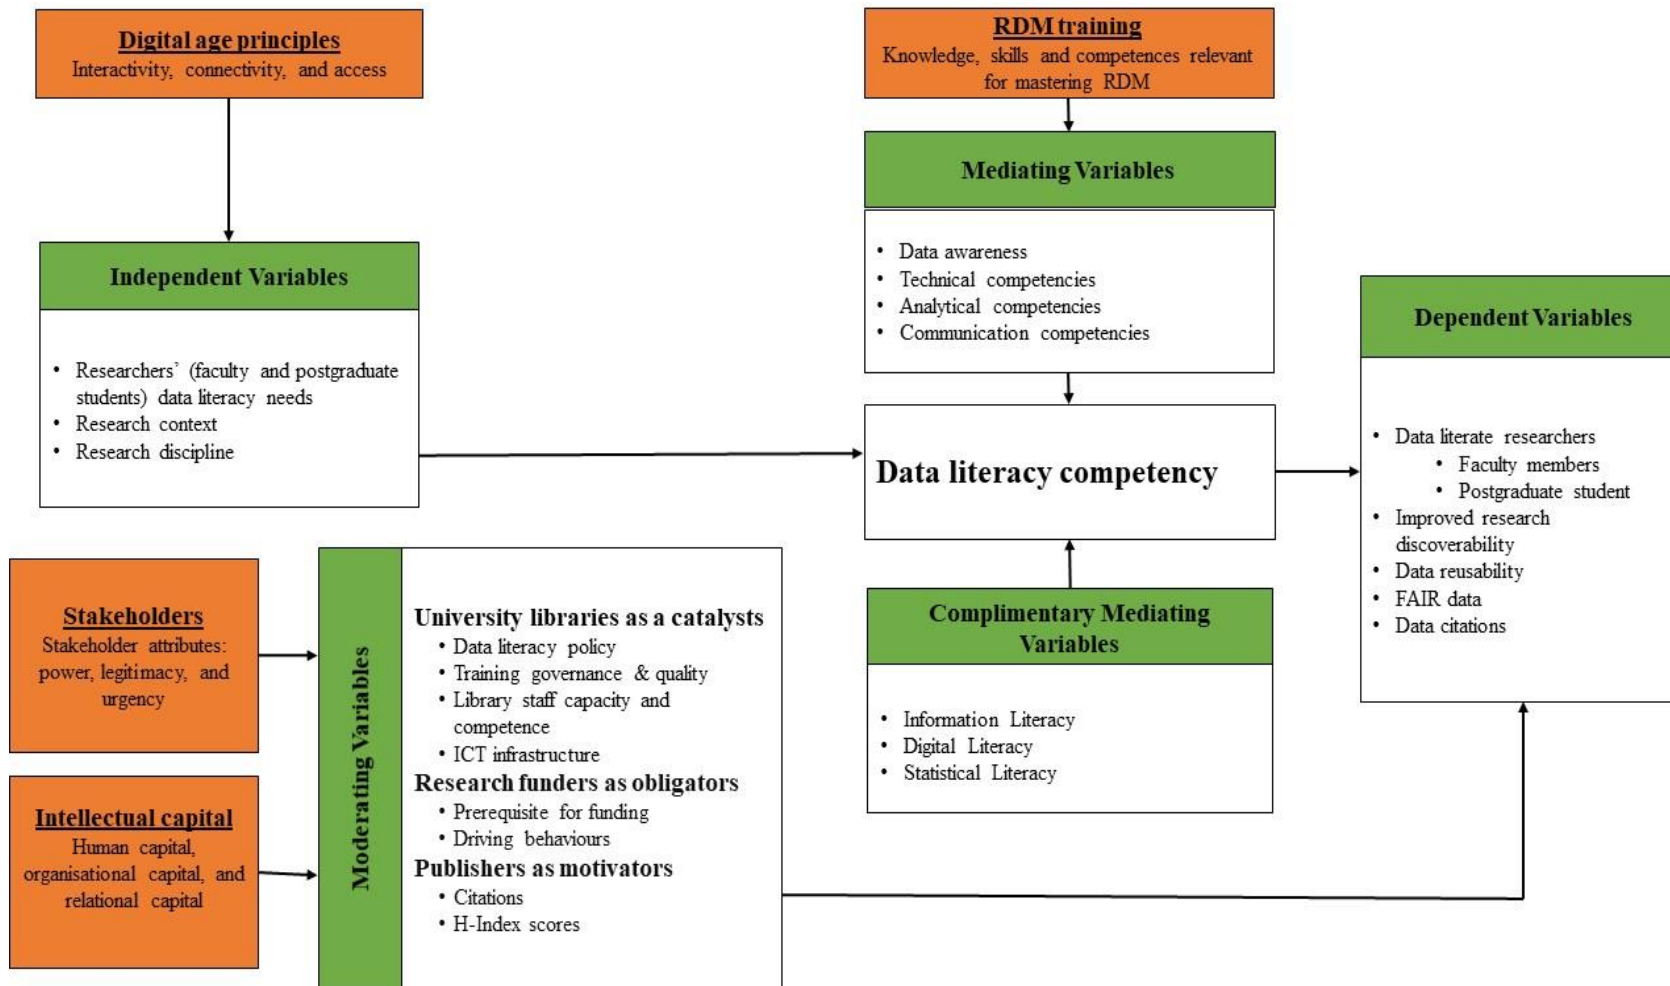 Digital age principles
Interactivity, connectivity, and access
RDM training
Knowledge, skills and competences relevant
for mastering RDM
Mediating Variables
• Data awareness
• Technical competencies
• Analytical competencies
• Communication competencies
Independent Variables
• Researchers’ (faculty and postgraduate
students) data literacy needs
• Research context
• Research discipline
Data literacy competency
Dependent Variables
• Data literate researchers
• Faculty members
• Postgraduate student
• Improved research
discoverability
• Data reusability
• FAIR data
• Data citations
Stakeholders
Stakeholder attributes:
power, legitimacy, and
urgency
Intellectual capital
Human capital,
organisational capital, and
relational capital
Moderating Variables
University libraries as a catalysts
• Data literacy policy
• Training governance & quality
• Library staff capacity and
competence
• ICT infrastructure
Research funders as obligators
• Prerequisite for funding
• Driving behaviours
Publishers as motivators
• Citations
• H-Index scores
Complimentary Mediating
Variables
• Information Literacy
• Digital Literacy
• Statistical Literacy